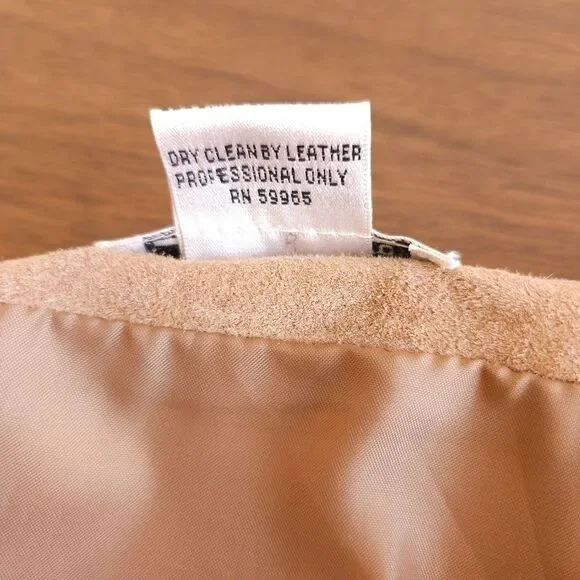 DRY CLEAN BY LEATHER
PROFESSIONAL ONLY
RN 59965